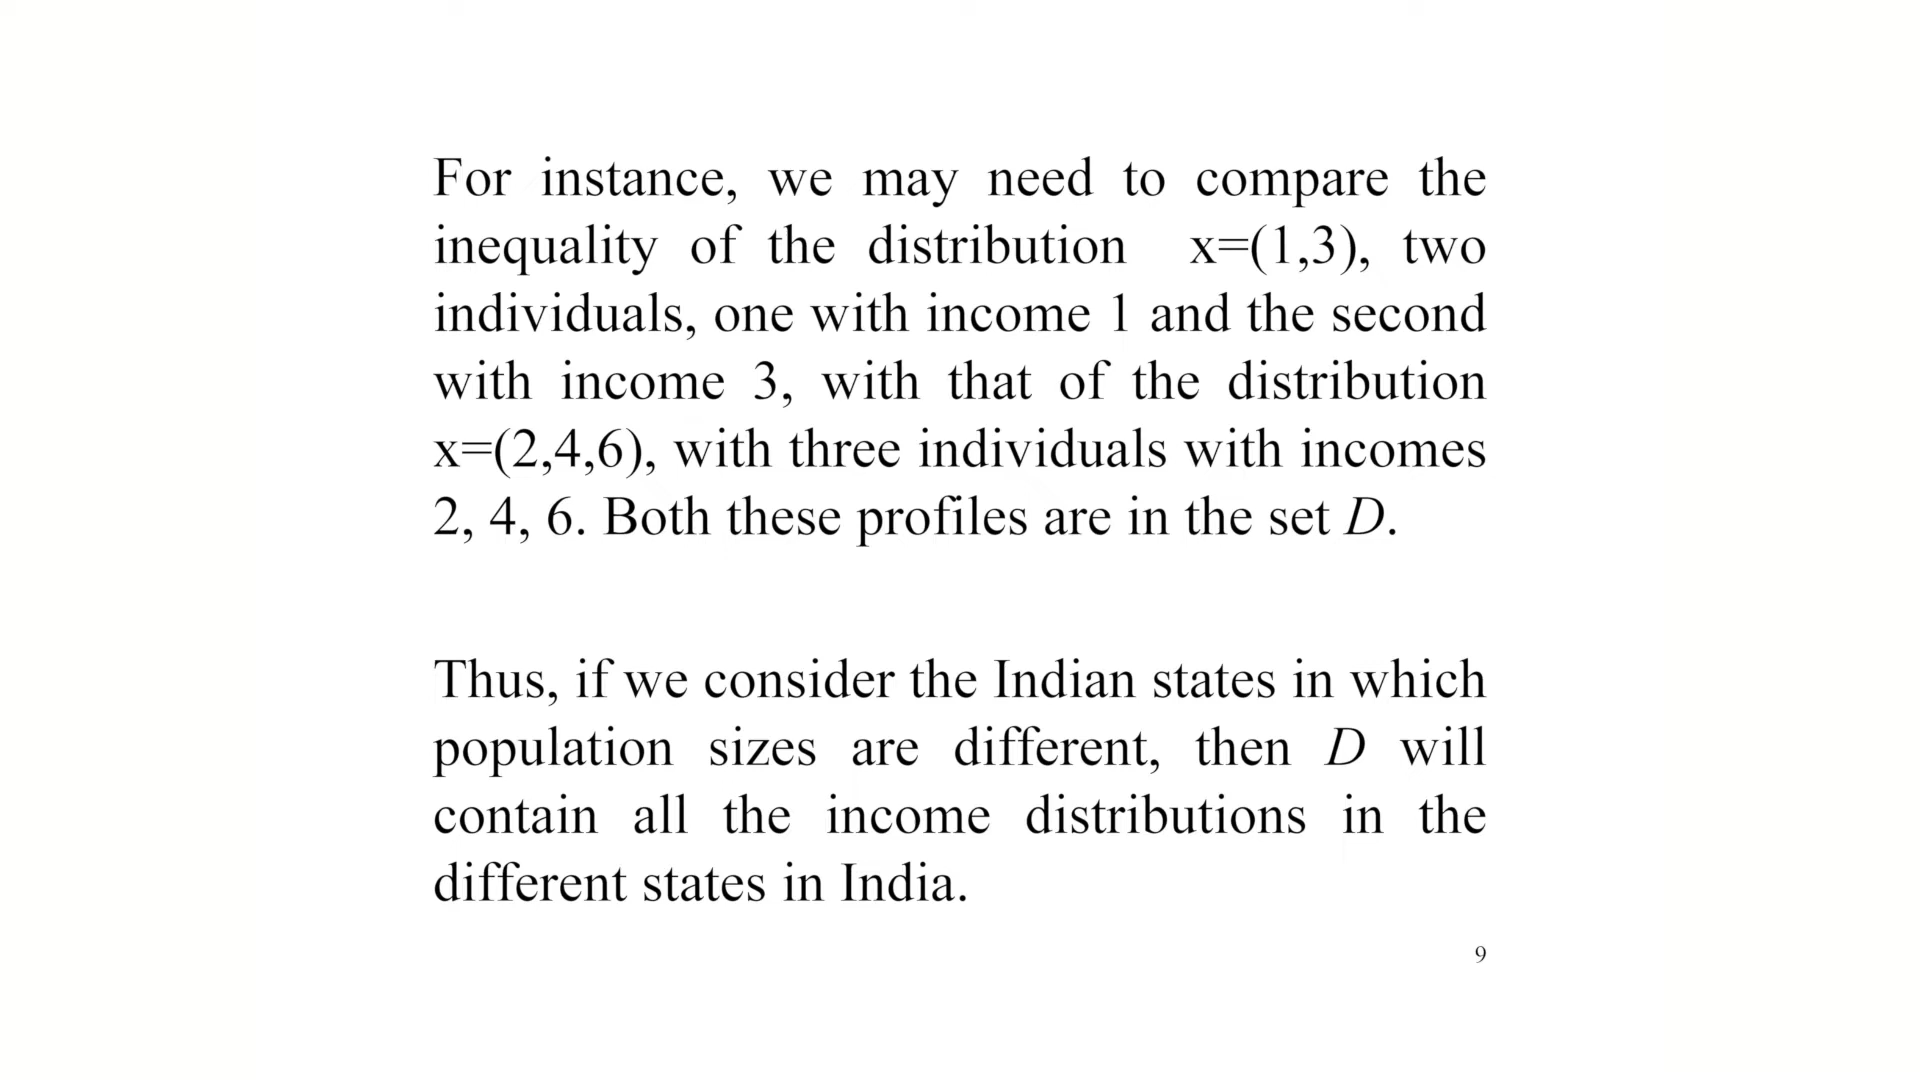 For instance, we may need to compare the
inequality of the distribution x=(1,3), two
individuals, one with income 1 and the second
with income 3, with that of the distribution
x=(2,4,6), with three individuals with incomes
2, 4, 6. Both these profiles are in the set D.
Thus, if we consider the Indian states in which
population sizes are different, then D will
contain all the income distributions in the
different states in India.
9